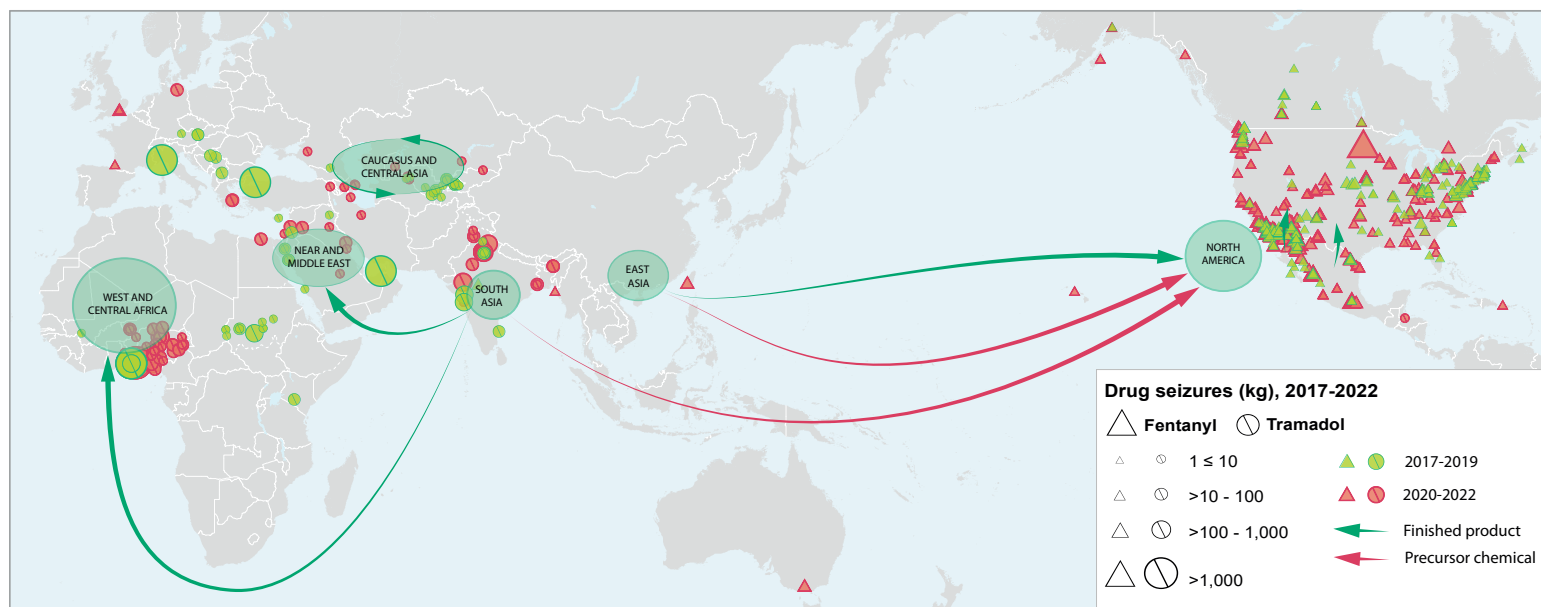 CAUCASUS AND
CENTRAL ASIA
NEAR AND
MIDDLE EAST
WEST AND
CENTRAL AFRICA
SOUTH
ASIA
EAST
ASIA
NORTH
AMERICA
Drug seizures (kg), 2017-2022
Fentanyl Tramadol
1 ≤ 10 2017-2019
>10 - 100 2020-2022
>100 - 1,000 Finished product
Precursor chemical
>1,000